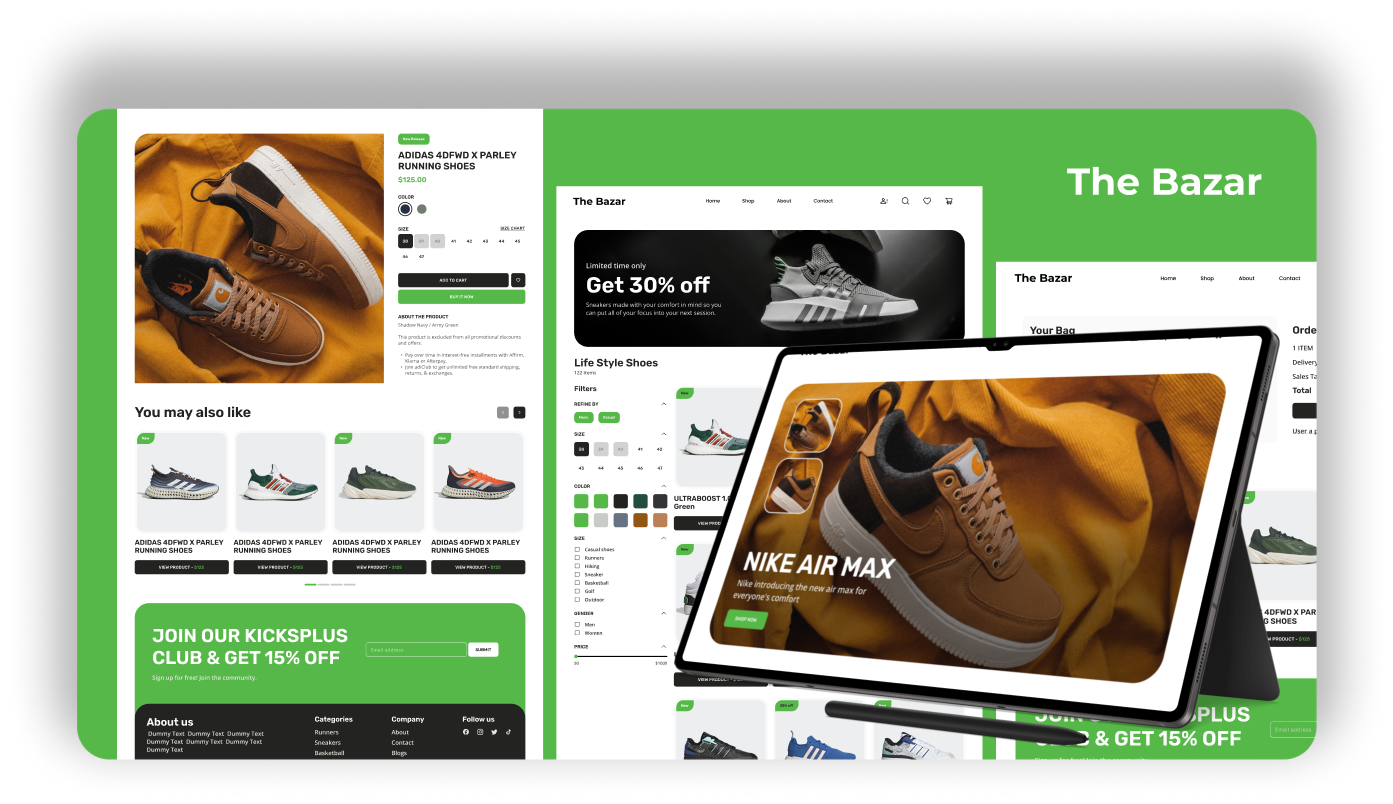 New Release
ADIDAS 4DFWD X PARLEY
RUNNING SHOES
$125.00
COLOR
SIZE
SIZE CHART
38 39 40 41 42 43 44 45
46 47
ADD TO CART
BUY IT NOW
ABOUT THE PRODUCT
Shadow Navy / Army Green
This product is excluded from all promotional discounts
and offers.
• Pay over time in interest-free installments with Affirm,
Klarna or Afterpay.
• Join adiClub to get unlimited free standard shipping,
returns, & exchanges.
You may also like
New
New
New
ADIDAS 4DFWD X PARLEY
RUNNING SHOES
VIEW PRODUCT - $125
ADIDAS 4DFWD X PARLEY
RUNNING SHOES
VIEW PRODUCT - $125
ADIDAS 4DFWD X PARLEY
RUNNING SHOES
VIEW PRODUCT - $125
ADIDAS 4DFWD X PARLEY
RUNNING SHOES
VIEW PRODUCT - $125
JOIN OUR KICKSPLUS
CLUB & GET 15% OFF
Sign up for free! Join the community.
Email address
SUBMIT
About us
Dummy Text Dummy Text Dummy Text
Dummy Text Dummy Text Dummy Text
Dummy Text
Categories
Runners
Sneakers
Basketball
Company
About
Contact
Blogs
Follow us
The Bazar
Home Shop About Contact
Limited time only
Get 30% off
Sneakers made with your comfort in mind so you
can put all of your focus into your next session.
Life Style Shoes
122 items
Filters
REFINE BY
Mens Casual
SIZE
38 39 40 41 42
43 44 45 46 47
COLOR
SIZE
Casual shoes
Runners
Hiking
Sneaker
Basketball
Golf
Outdoor
GENDER
Men
Women
PRICE
$0
New
ULTRABOOST 1.0
Green
VIEW PROD
New
New
30% off
New
The Bazar
The Bazar
Home Shop About Contact
Your Bag
Orde
1 ITEM
Delivery
Sales Ta
Total
User a p
NIKE AIR MAX
Nike introducing the new air max for
everyone's comfort
SHOP NOW
4DFWD X PAR
G SHOES
W PRODUCT - $125
SPLUS
& GET 15% OFF
Email address